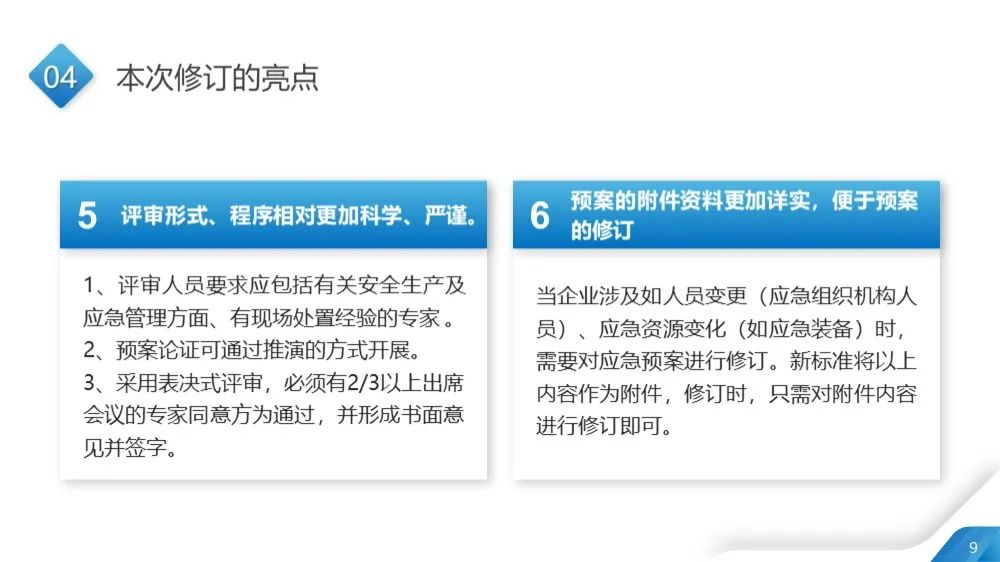 04
本次修订的亮点
5
评审形式、程序相对更加科学、严谨。
1、评审人员要求应包括有关安全生产及
应急管理方面、有现场处置经验的专家 。
2、预案论证可通过推演的方式开展。
3、采用表决式评审，必须有2/3以上出席
会议的专家同意方为通过，并形成书面意
见并签字。
6
预案的附件资料更加详实，便于预案
的修订
当企业涉及如人员变更（应急组织机构人
员）、应急资源变化（如应急装备）时，
需要对应急预案进行修订。新标准将以上
内容作为附件，修订时，只需对附件内容
进行修订即可。
9